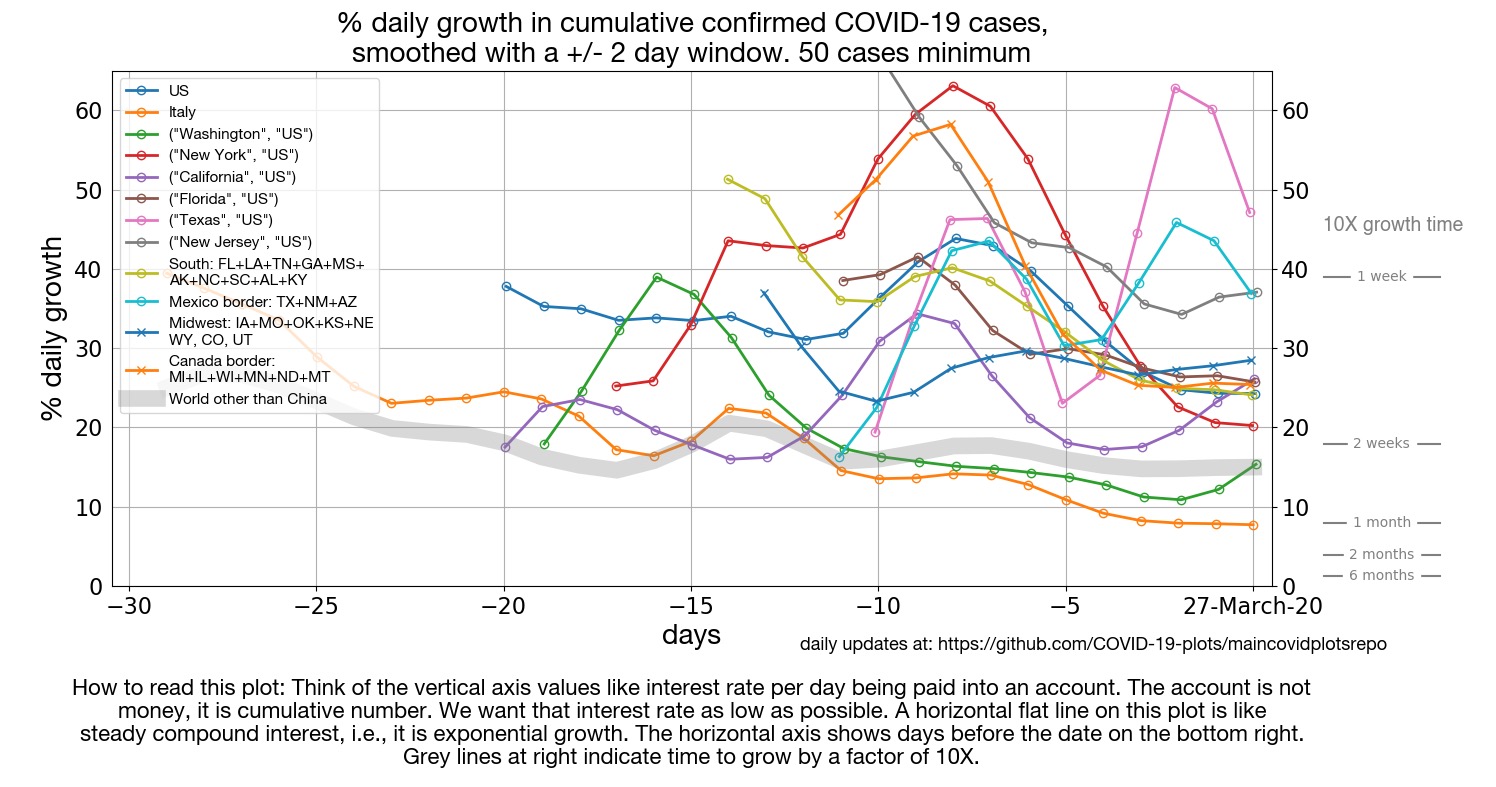 % daily growth in cumulative confirmed COVID-19 cases,
smoothed with a +/- 2 day window. 50 cases minimum
US
Italy
("Washington", "US")
("New York", "US")
("California", "US")
("Florida", "US")
("Texas", "US")
("New Jersey", "US")
South: FL+LA+TN+GA+MS+
AK+NC+SC+AL+KY
Mexico border: TX+NM+AZ
Midwest: IA+MO+OK+KS+NE
WY, CO, UT
Canada border:
MI+IL+WI+MN+ND+MT
World other than China
% daily growth
60
50
40
30
20
10
0
60
50
40
30
20
10
0
10X growth time
1 week
2 weeks
1 month
2 months
6 months
−30
−25
−20
−15
−10
−5
27-March-20
days
daily updates at: https://github.com/COVID-19-plots/maincovidplotsrepo
How to read this plot: Think of the vertical axis values like interest rate per day being paid into an account. The account is not
money, it is cumulative number. We want that interest rate as low as possible. A horizontal flat line on this plot is like
steady compound interest, i.e., it is exponential growth. The horizontal axis shows days before the date on the bottom right.
Grey lines at right indicate time to grow by a factor of 10X.